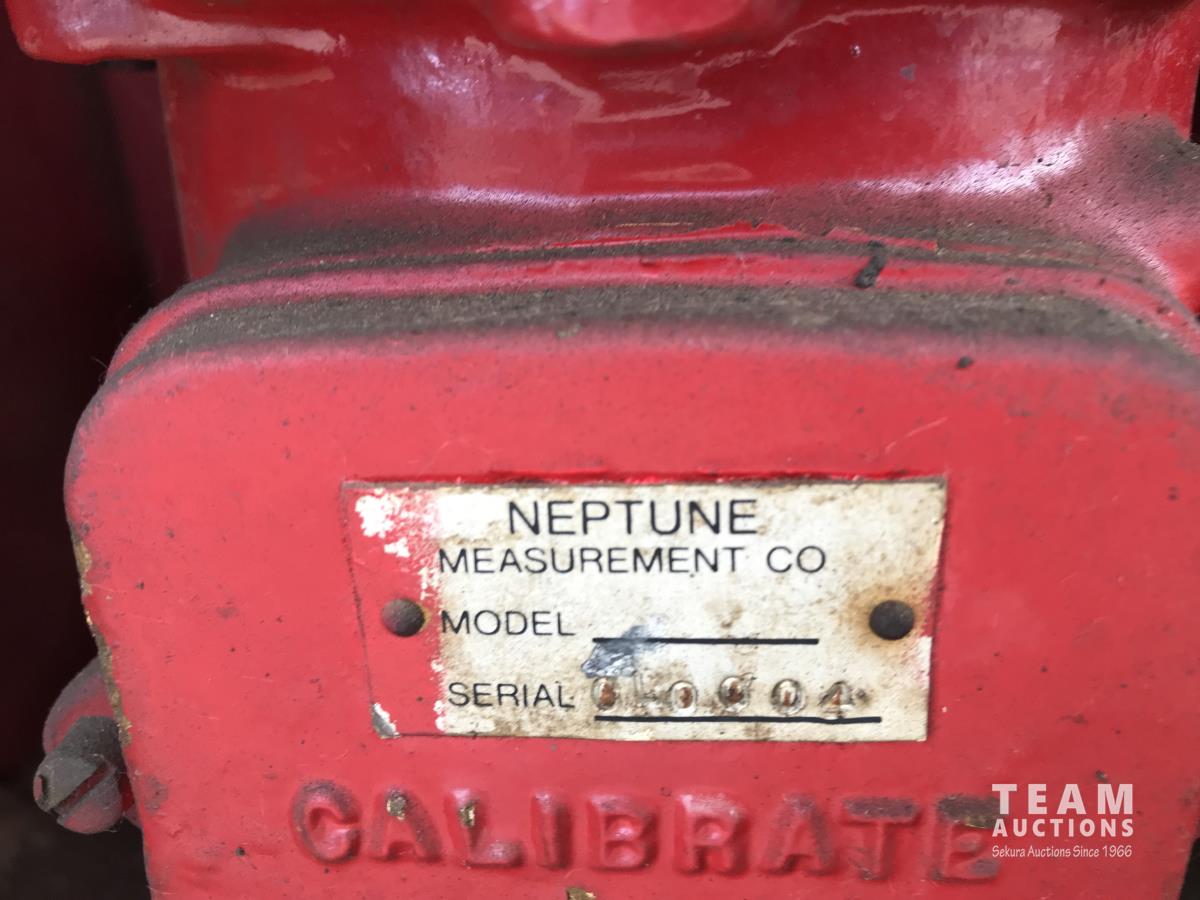 NEPTUNE
MEASUREMENT CO
MODEL
SERIAL
CALIBRATE
TEAM
AUCTIONS
Sekura Auctions Since 1966